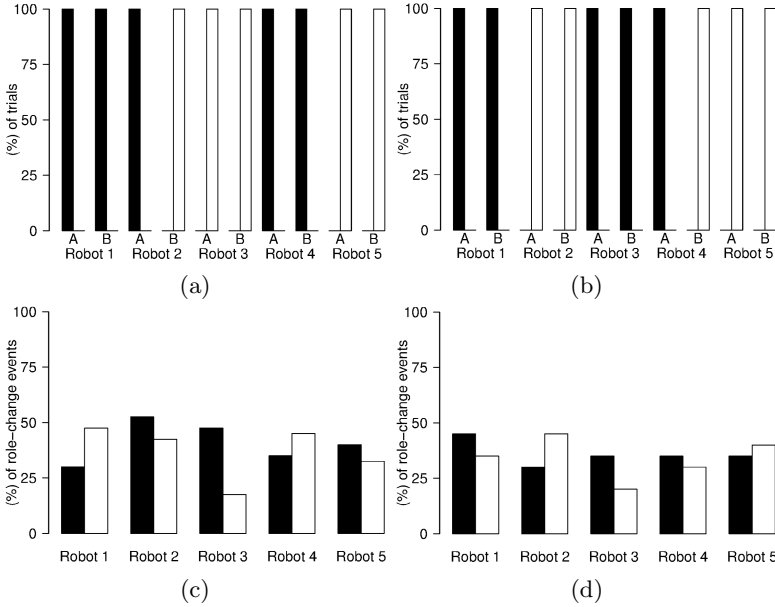 100
75
50
25
0
(%) of trials
A B A B A B A B A B
Robot 1 Robot 2 Robot 3 Robot 4 Robot 5
(a)
100
75
50
25
0
(%) of trials
A B A B A B A B A B
Robot 1 Robot 2 Robot 3 Robot 4 Robot 5
(b)
100
75
50
25
0
(%) of role−change events
Robot 1 Robot 2 Robot 3 Robot 4 Robot 5
(c)
100
75
50
25
0
(%) of role−change events
Robot 1 Robot 2 Robot 3 Robot 4 Robot 5
(d)